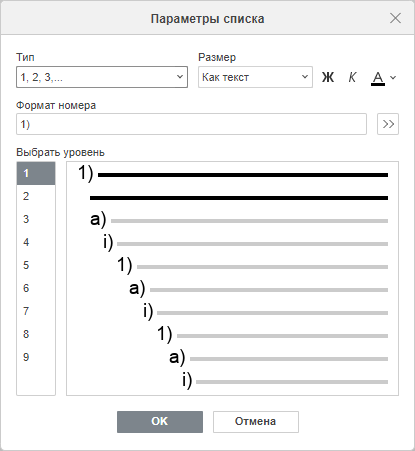 Параметры списка
Тип
Размер
1, 2, 3,...
Как текст
Ж К А
Формат номера
1)
Выбрать уровень
1
2
3
4
5
6
7
8
9
1)
a)
i)
1)
a)
i)
1)
a)
i)
OK
Отмена